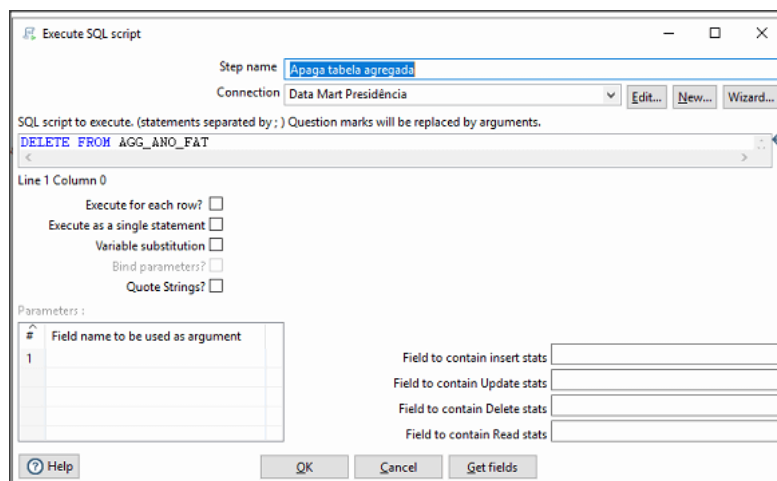 Execute SQL script
Step name Apaga tabela agregada
Connection Data Mart Presidência Edit... New... Wizard...
SQL script to execute. (statements separated by ; ) Question marks will be replaced by arguments.
DELETE FROM AGG_ANO_FAT
Line 1 Column 0
Execute for each row?
Execute as a single statement
Variable substitution
Bind parameters?
Quote Strings?
Parameters :
# Field name to be used as argument
1
Field to contain insert stats
Field to contain Update stats
Field to contain Delete stats
Field to contain Read stats
Help OK Cancel Get fields